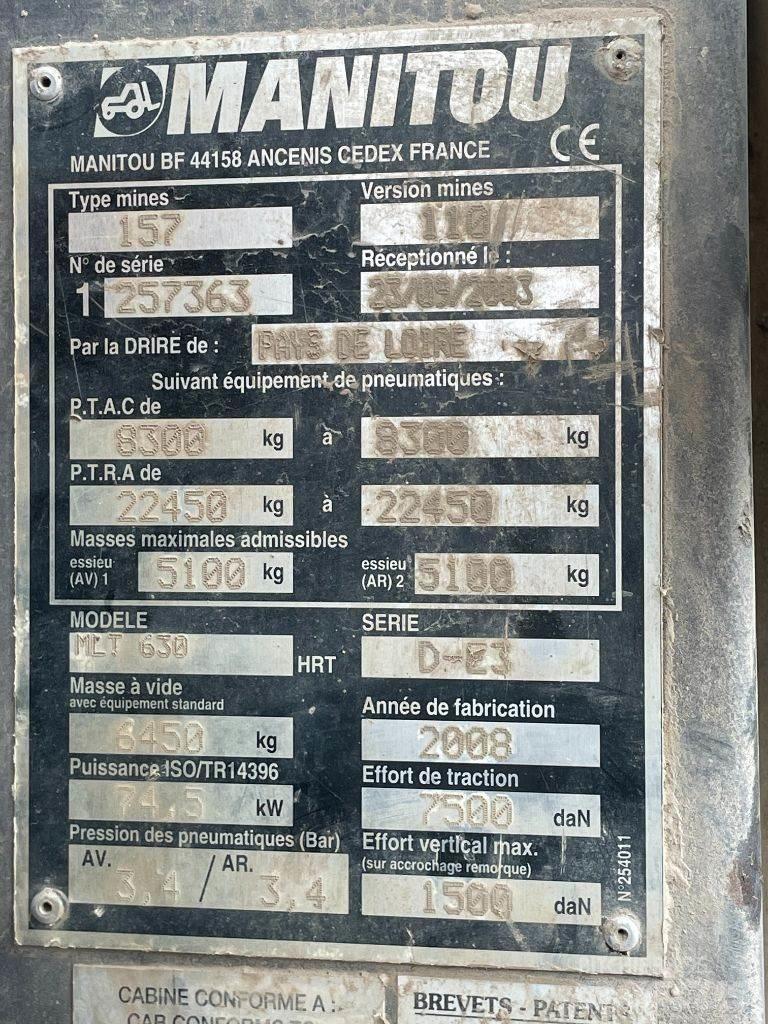 MANITOU
MANITOU BF 44158 ANCENIS CEDEX FRANCE CE
Type mines Version mines
157 110
N° de série Réceptionné le :
1 257363 23/09/2003
Par la DRIRE de : PAYS DE LOIRE
Suivant équipement de pneumatiques :
P.T.A.C de
8300 kg à 8300 kg
P.T.R.A de
22450 kg à 22450 kg
Masses maximales admissibles
essieu (AV) 1 5100 kg essieu (AR) 2 5100 kg
MODELE SERIE
MLT 630 HRT D-E3
Masse à vide
avec équipement standard Année de fabrication
6450 kg 2008
Puissance ISO/TR14396 Effort de traction
74,5 kW 7500 daN
Pression des pneumatiques (Bar) Effort vertical max.
(sur accrochage remorque)
AV. 3,4 / AR. 3,4 1500 daN
N°254011
CABINE CONFORME A : BREVETS - PATENTS
CAB CONFORMS TO